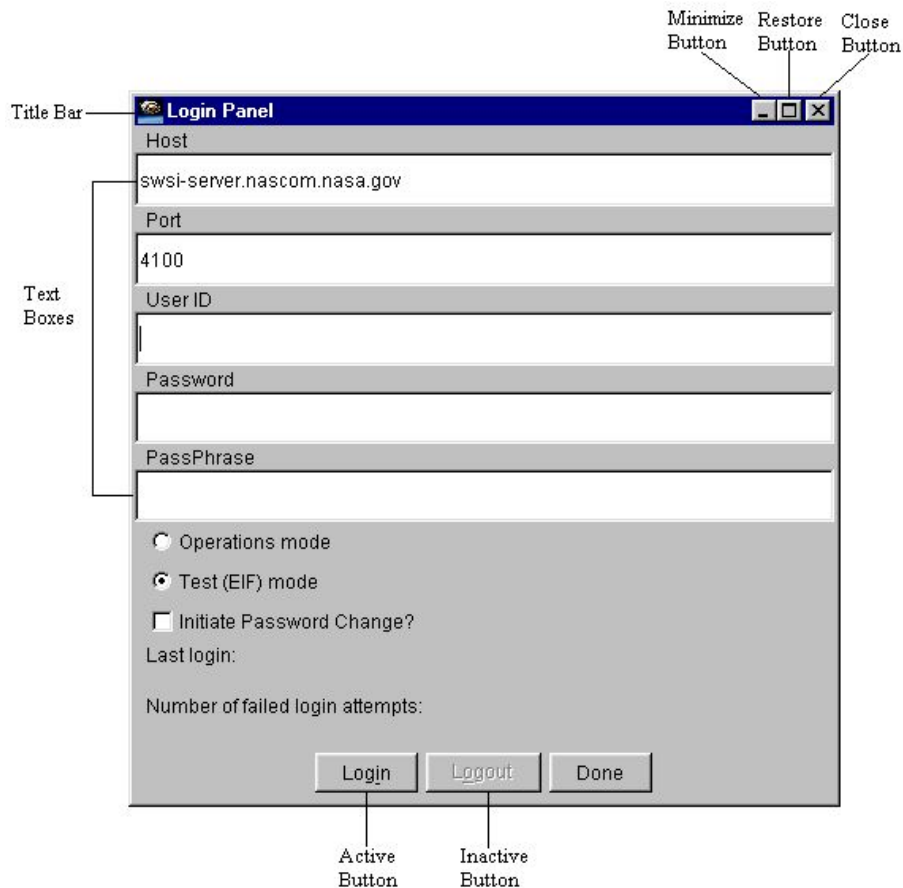 Minimize Button
Restore Button
Close Button
Title Bar
Login Panel
Host
swsi-server.nascom.nasa.gov
Port
4100
Text Boxes
User ID
Password
PassPhrase
Operations mode
Test (EIF) mode
Initiate Password Change?
Last login:
Number of failed login attempts:
Login
Logout
Done
Active Button
Inactive Button